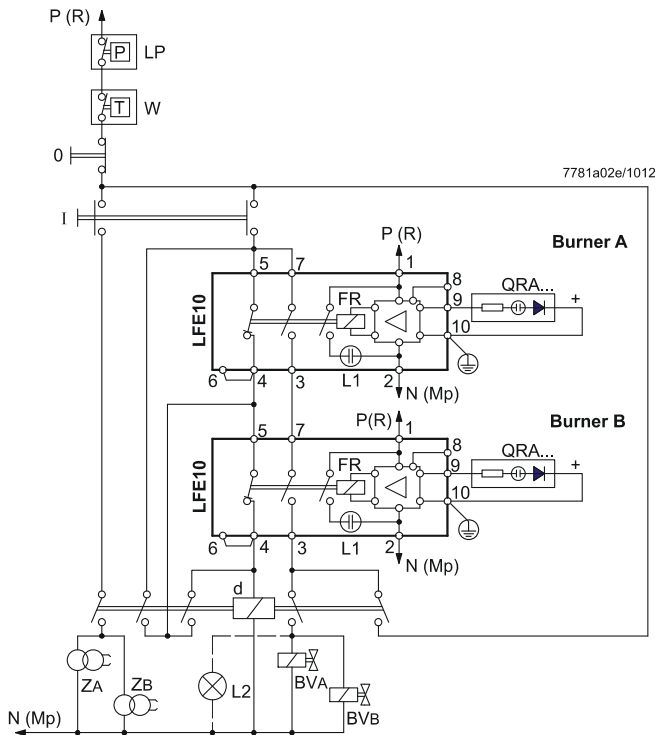 P (R)
P
LP
T
W
0
7781a02e/1012
I
P (R)
Burner A
5
7
1
8
LFE10
FR
9
QRA...
+
10
6
4
3
L1
2
N (Mp)
P(R)
Burner B
5
7
1
8
LFE10
FR
9
QRA...
+
10
6
4
3
L1
2
N (Mp)
d
ZA
ZB
L2
BVA
BVB
N (Mp)